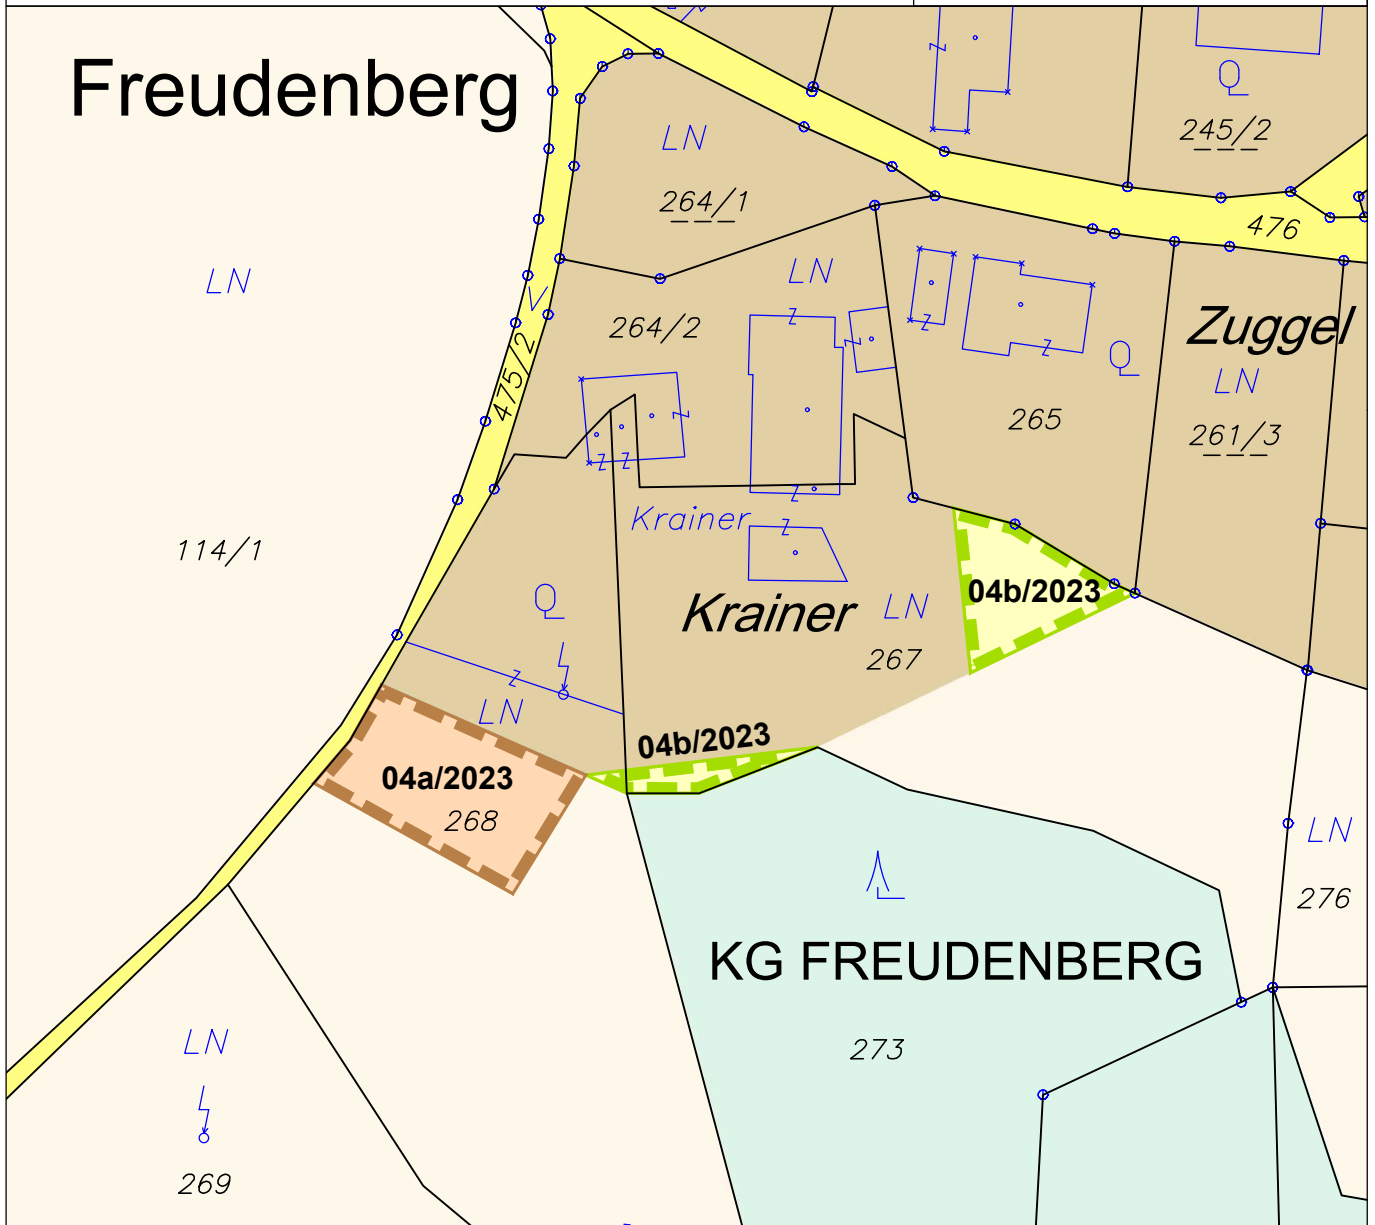 Freudenberg
LN
264/1
245/2
476
LN
LN
264/2
Zuggel
LN
475/2
265
261/3
Krainer
114/1
04b/2023
Krainer
LN
267
LN
04b/2023
04a/2023
268
LN
276
KG FREUDENBERG
LN
273
269